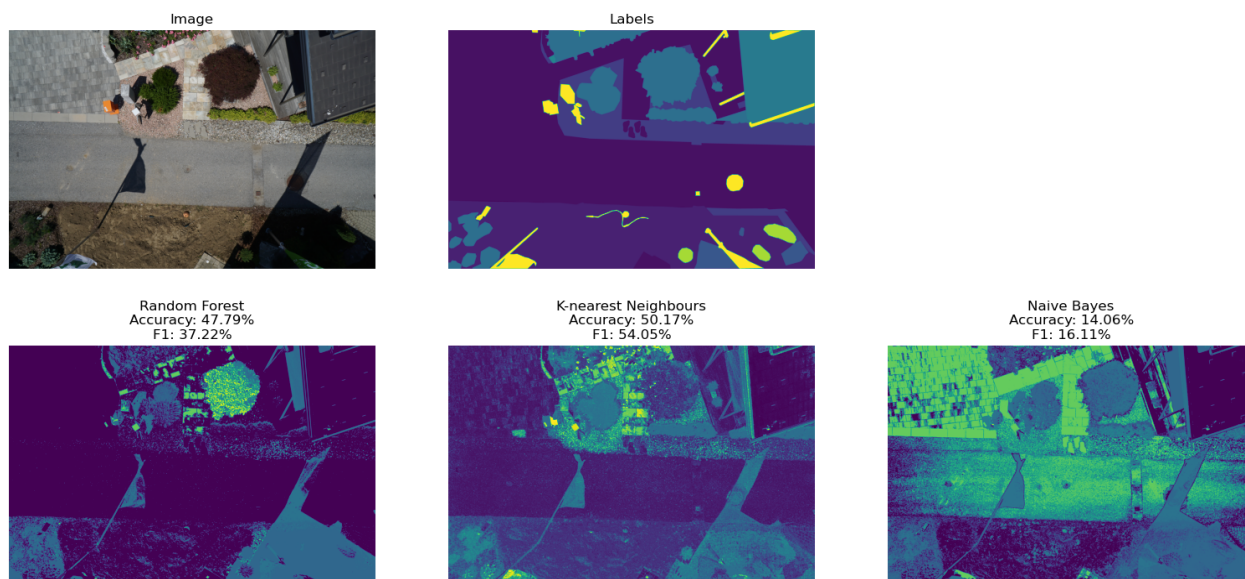 Image
Labels
Random Forest
Accuracy: 47.79%
F1: 37.22%
K-nearest Neighbours
Accuracy: 50.17%
F1: 54.05%
Naive Bayes
Accuracy: 14.06%
F1: 16.11%